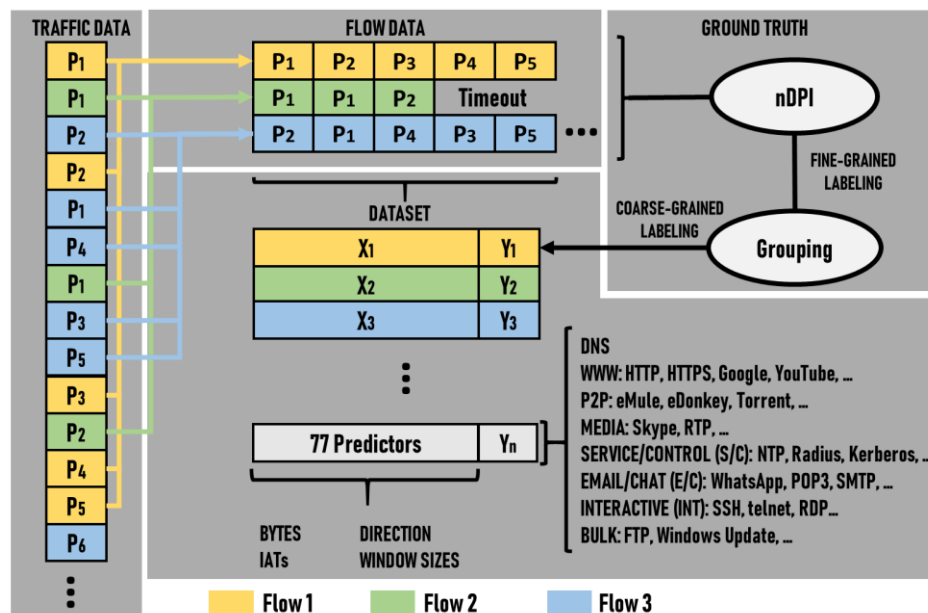 TRAFFIC DATA
P1
P1
P2
P2
P1
P4
P1
P3
P5
P3
P2
P4
P5
P6
FLOW DATA
P1 P2 P3 P4 P5
P1 P1 P2 Timeout
P2 P1 P4 P3 P5
GROUND TRUTH
nDPI
FINE-GRAINED
LABELING
COARSE-GRAINED
LABELING
Grouping
DATASET
X1 Y1
X2 Y2
X3 Y3
77 Predictors Yn
BYTES
IATs
DIRECTION
WINDOW SIZES
DNS
WWW: HTTP, HTTPS, Google, YouTube, ...
P2P: eMule, eDonkey, Torrent, ...
MEDIA: Skype, RTP, ...
SERVICE/CONTROL (S/C): NTP, Radius, Kerberos, ...
EMAIL/CHAT (E/C): WhatsApp, POP3, SMTP, ...
INTERACTIVE (INT): SSH, telnet, RDP...
BULK: FTP, Windows Update, ...
Flow 1 Flow 2 Flow 3